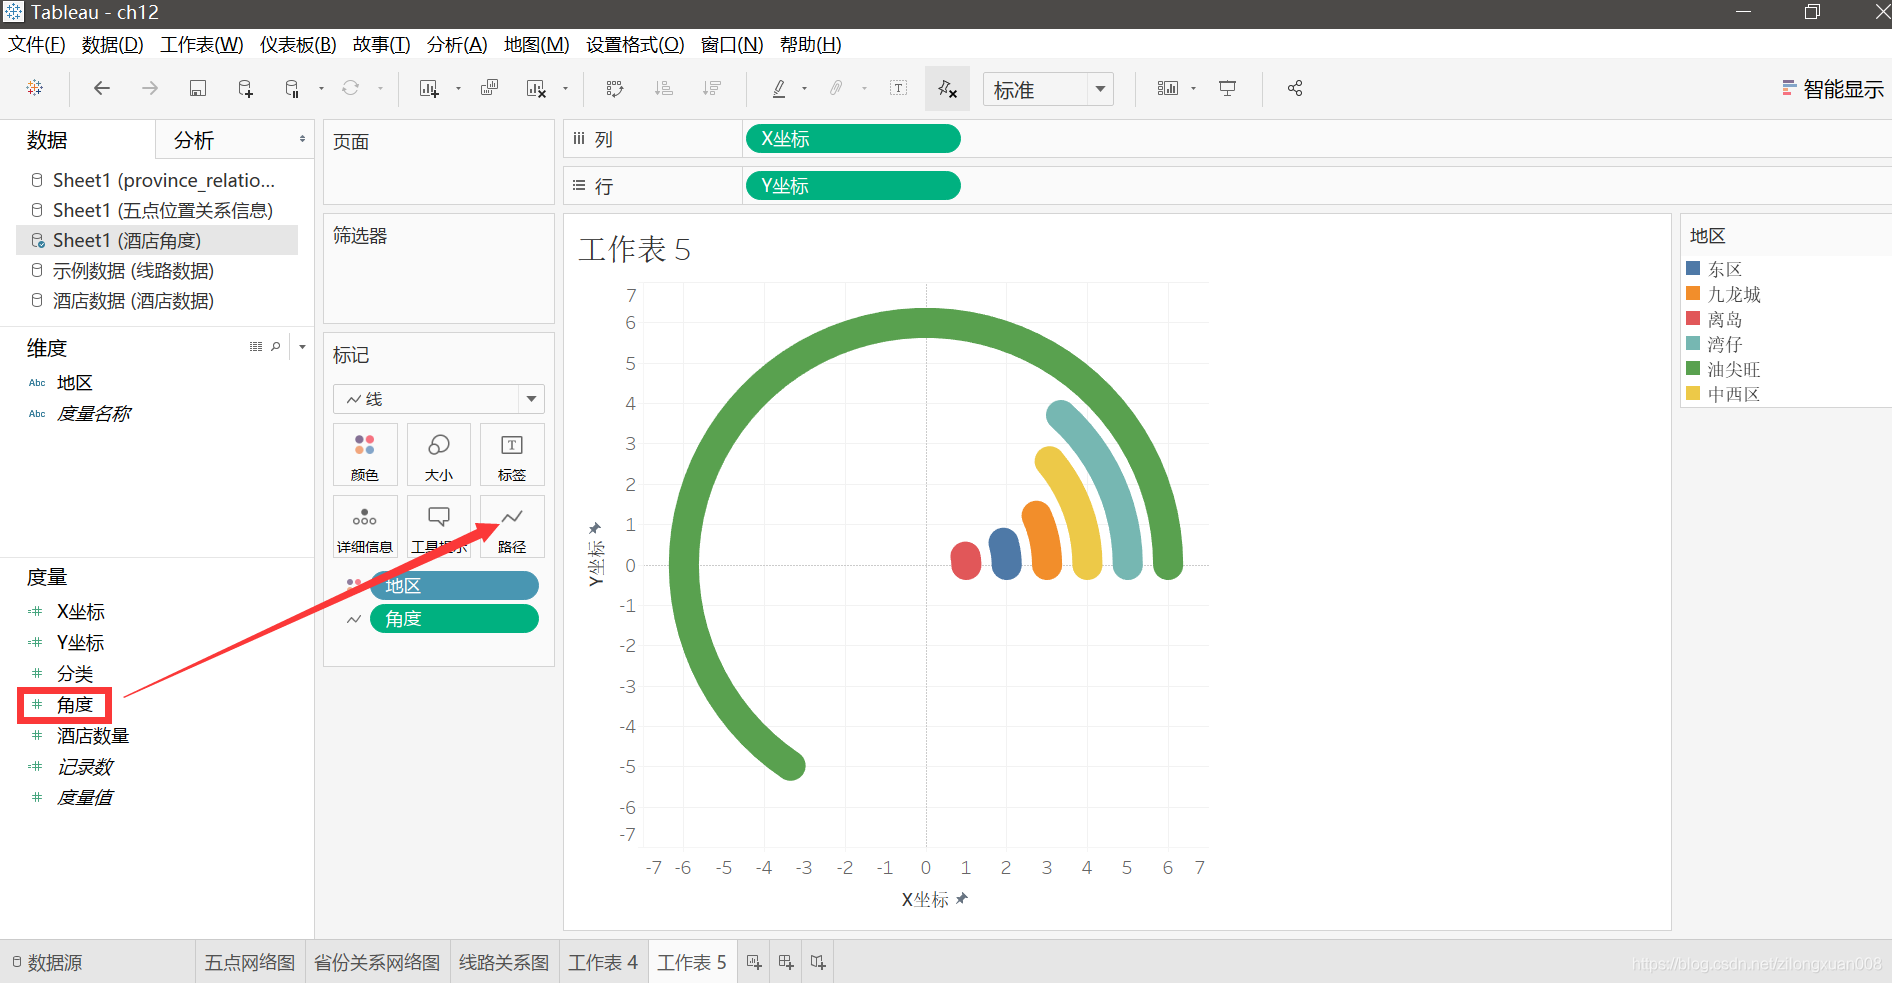 Tableau - ch12
文件(F) 数据(D) 工作表(W) 仪表板(B) 故事(T) 分析(A) 地图(M) 设置格式(O) 窗口(N) 帮助(H)
标准
智能显示
数据
分析
Sheet1 (province_relatio...
Sheet1 (五点位置关系信息)
Sheet1 (酒店角度)
示例数据 (线路数据)
酒店数据 (酒店数据)
维度
Abc 地区
Abc 度量名称
度量
X坐标
Y坐标
分类
角度
酒店数量
记录数
度量值
页面
筛选器
标记
线
颜色 大小 T 标签
详细信息 工具提示 路径
地区
角度
列 X坐标
行 Y坐标
工作表 5
7
6
5
4
3
2
1
0
-1
-2
-3
-4
-5
-6
-7
Y坐标
-7 -6 -5 -4 -3 -2 -1 0 1 2 3 4 5 6 7
X坐标
地区
东区
九龙城
离岛
湾仔
油尖旺
中西区
数据源 五点网络图 省份关系网络图 线路关系图 工作表 4 工作表 5
https://blog.csdn.net/zilongxuan008